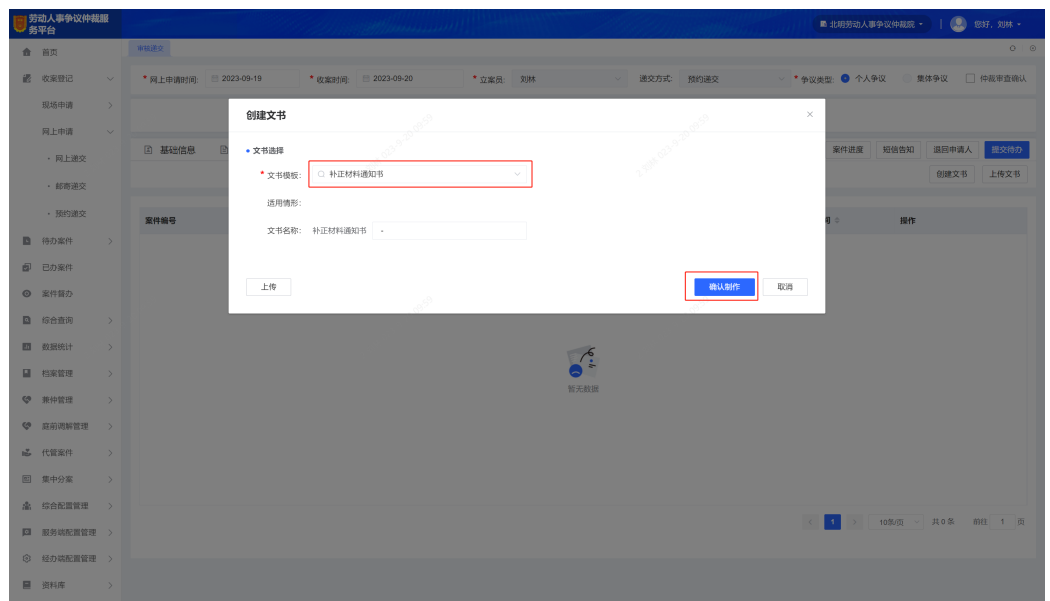 劳动人事争议仲裁服
务平台
北明劳动人事争议仲裁院
您好，刘林
首页
收案登记
现场申请
网上申请
网上递交
邮寄递交
预约递交
待办案件
已办案件
案件督办
综合查询
数据统计
档案管理
兼仲管理
庭前调解管理
代管案件
集中分案
综合配置管理
服务端配置管理
经办端配置管理
资料库
审核递交
* 网上申请时间: 2023-09-19
* 收案时间: 2023-09-20
* 立案员: 刘林
递交方式: 预约递交
* 争议类型: 个人争议 集体争议 仲裁审查确认
基础信息
案件进度 短信告知 退回申请人 提交待办
创建文书 上传文书
案件编号
操作
创建文书 ×
• 文书选择
* 文书模板: 补正材料通知书
适用情形:
文书名称: 补正材料通知书 -
上传 确认制作 取消
暂无数据
1 10条/页 共 0 条 前往 1 页